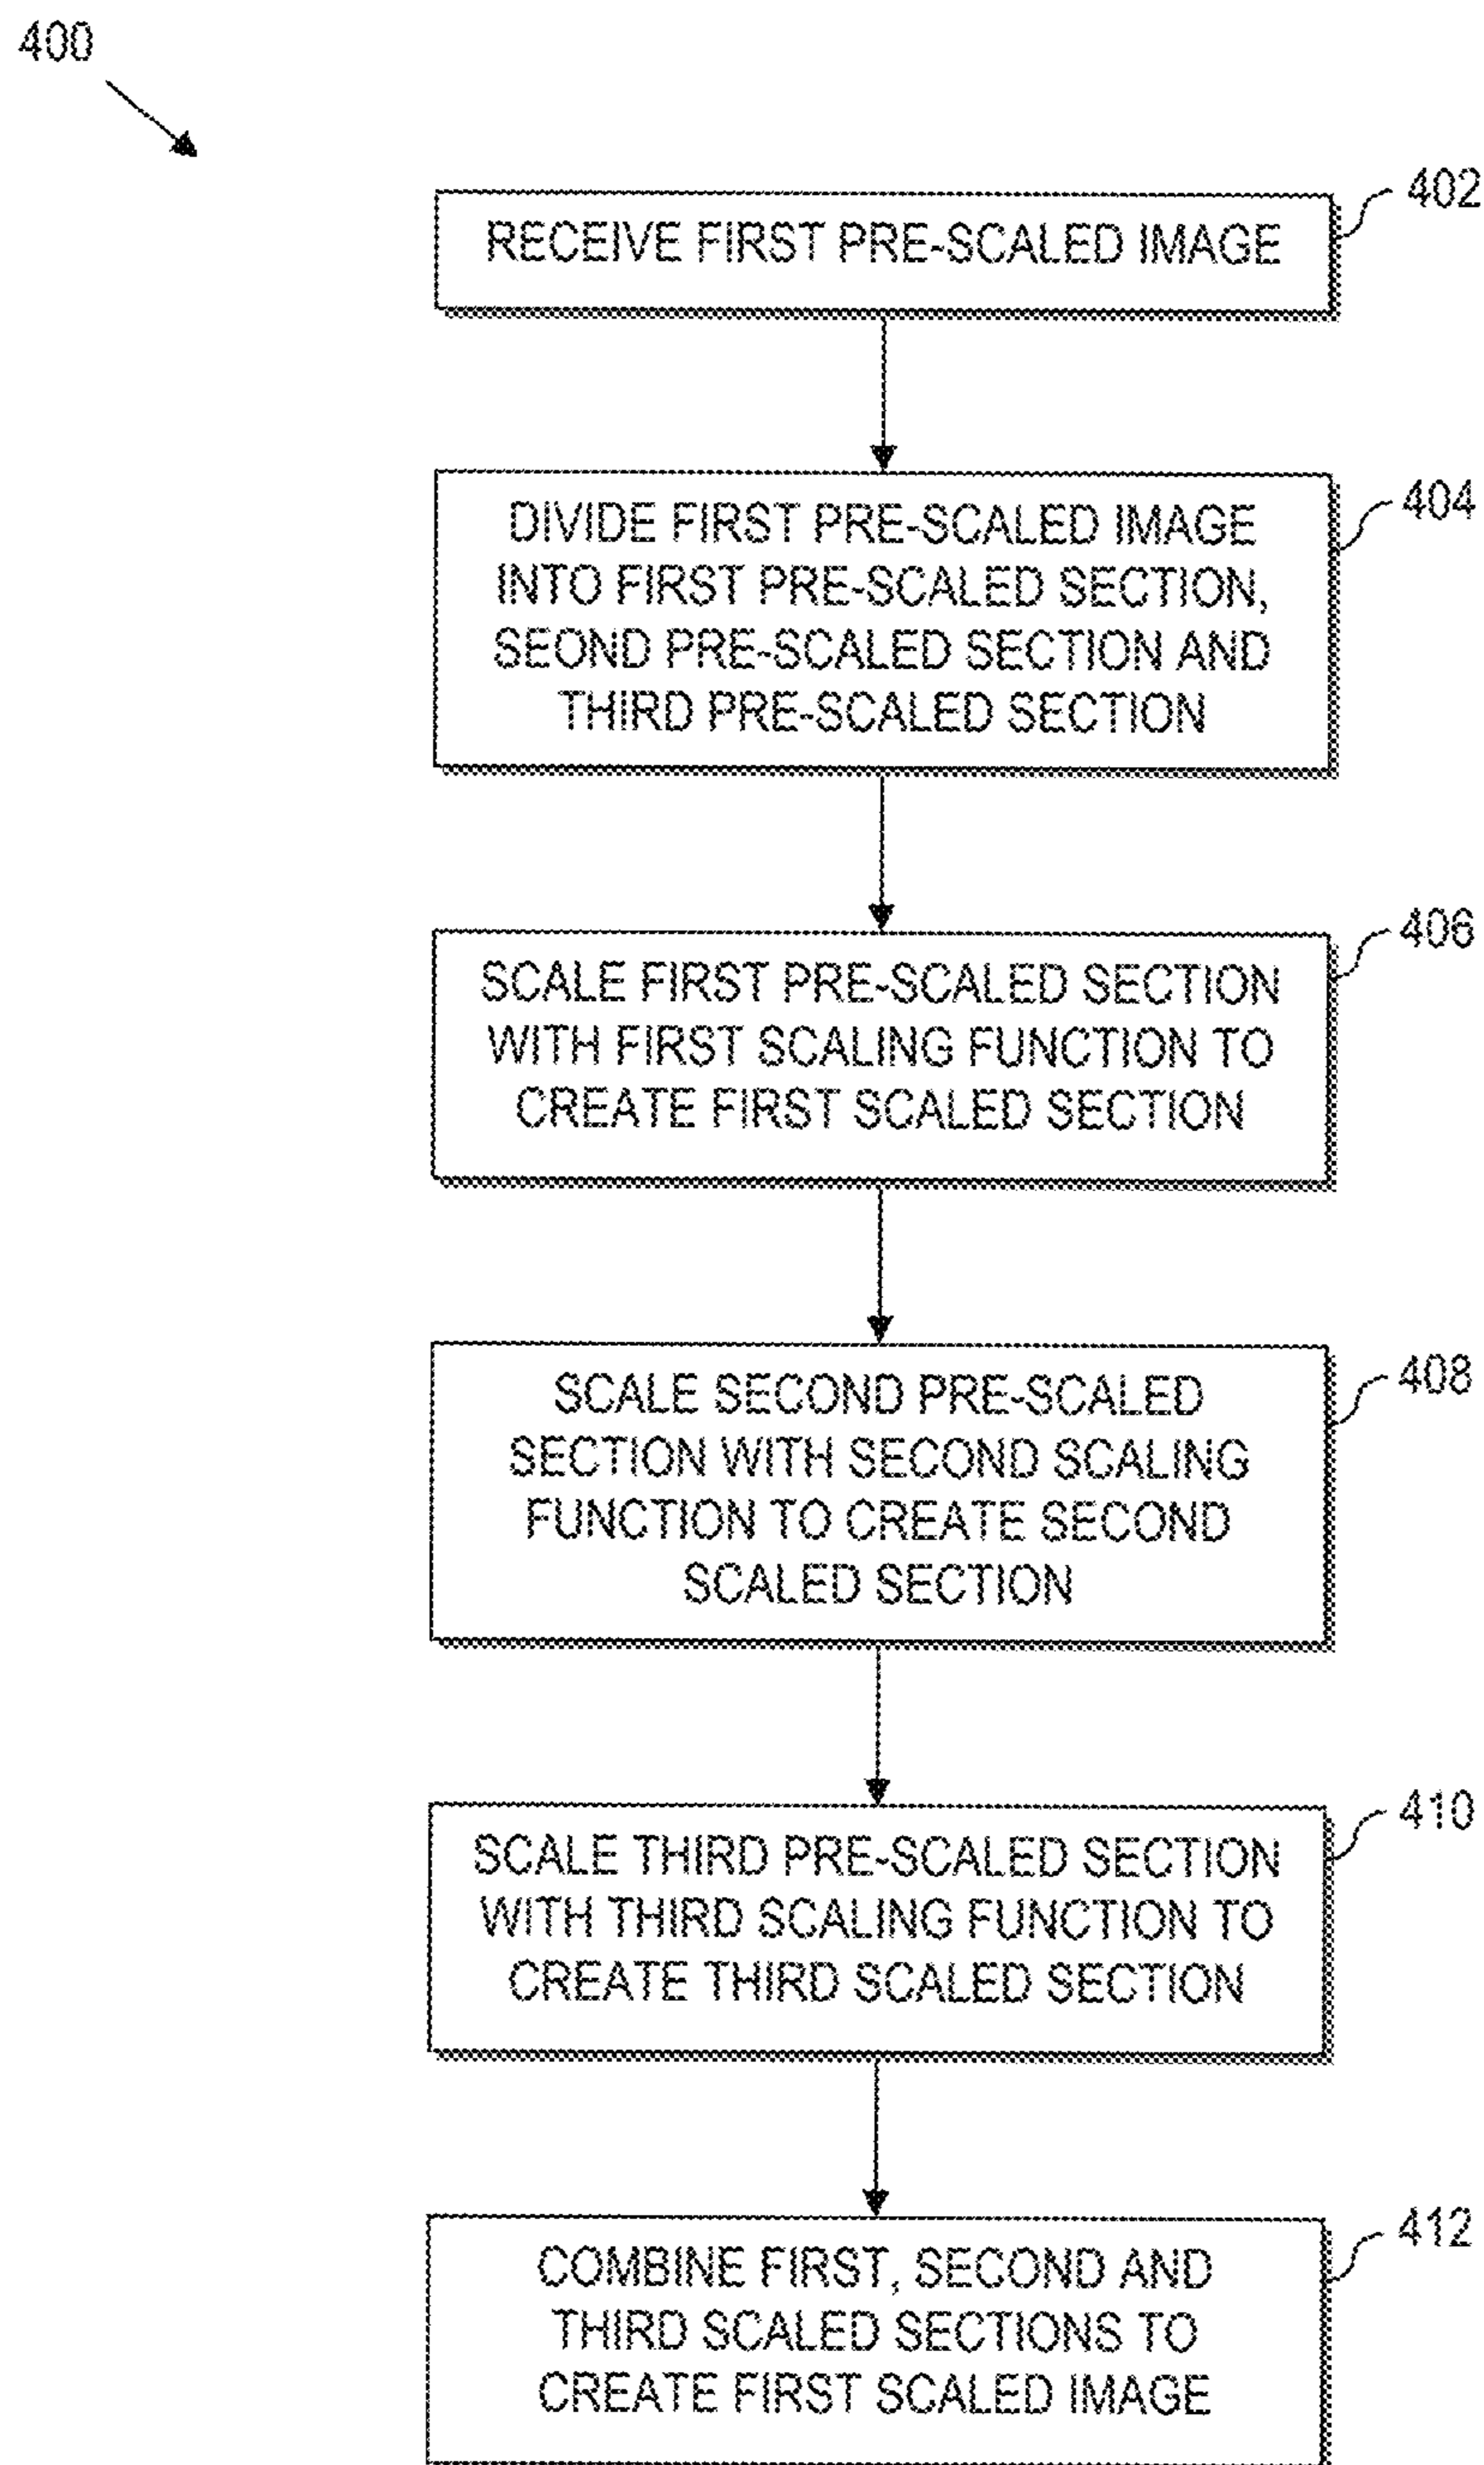 400
402
RECEIVE FIRST PRE-SCALED IMAGE
404
DIVIDE FIRST PRE-SCALED IMAGE
INTO FIRST PRE-SCALED SECTION,
SEOND PRE-SCALED SECTION AND
THIRD PRE-SCALED SECTION
406
SCALE FIRST PRE-SCALED SECTION
WITH FIRST SCALING FUNCTION TO
CREATE FIRST SCALED SECTION
408
SCALE SECOND PRE-SCALED
SECTION WITH SECOND SCALING
FUNCTION TO CREATE SECOND
SCALED SECTION
410
SCALE THIRD PRE-SCALED SECTION
WITH THIRD SCALING FUNCTION TO
CREATE THIRD SCALED SECTION
412
COMBINE FIRST, SECOND AND
THIRD SCALED SECTIONS TO
CREATE FIRST SCALED IMAGE